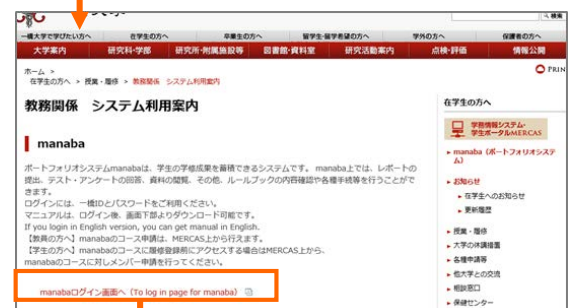 検索
一橋大学で学びたい方へ 在学生の方へ 卒業生の方へ 留学生・留学希望の方へ 学外の方へ 保護者の方へ
大学案内 研究科・学部 研究所・附属施設等 図書館・資料室 研究活動案内 点検・評価 情報公開
ホーム >
在学生の方へ > 授業・履修 > 教務関係 システム利用案内
PRIN
教務関係 システム利用案内
manaba
ポートフォリオシステムmanabaは、学生の学修成果を蓄積できるシステムです。 manaba上では、レポートの
提出、テスト・アンケートの回答、資料の閲覧、その他、ルールブックの内容確認や各種手続等を行うことがで
きます。
ログインには、一橋IDとパスワードをご利用ください。
マニュアルは、ログイン後、画面下部よりダウンロード可能です。
If you login in English version, you can get manual in English.
【教員の方へ】manabaのコース申請は、MERCAS上から行えます。
【学生の方へ】manabaのコースに履修登録前にアクセスする場合はMERCAS上から、
manabaのコースに対しメンバー申請を行ってください。
manabaログイン画面へ（To log in page for manaba）
在学生の方へ
学務情報システム・
学生ポータルMERCAS
manaba（ポートフォリオシステ
ム）
お知らせ
在学生へのお知らせ
更新履歴
授業・履修
大学の休講措置
各種申請等
他大学との交流
相談窓口
保健センター